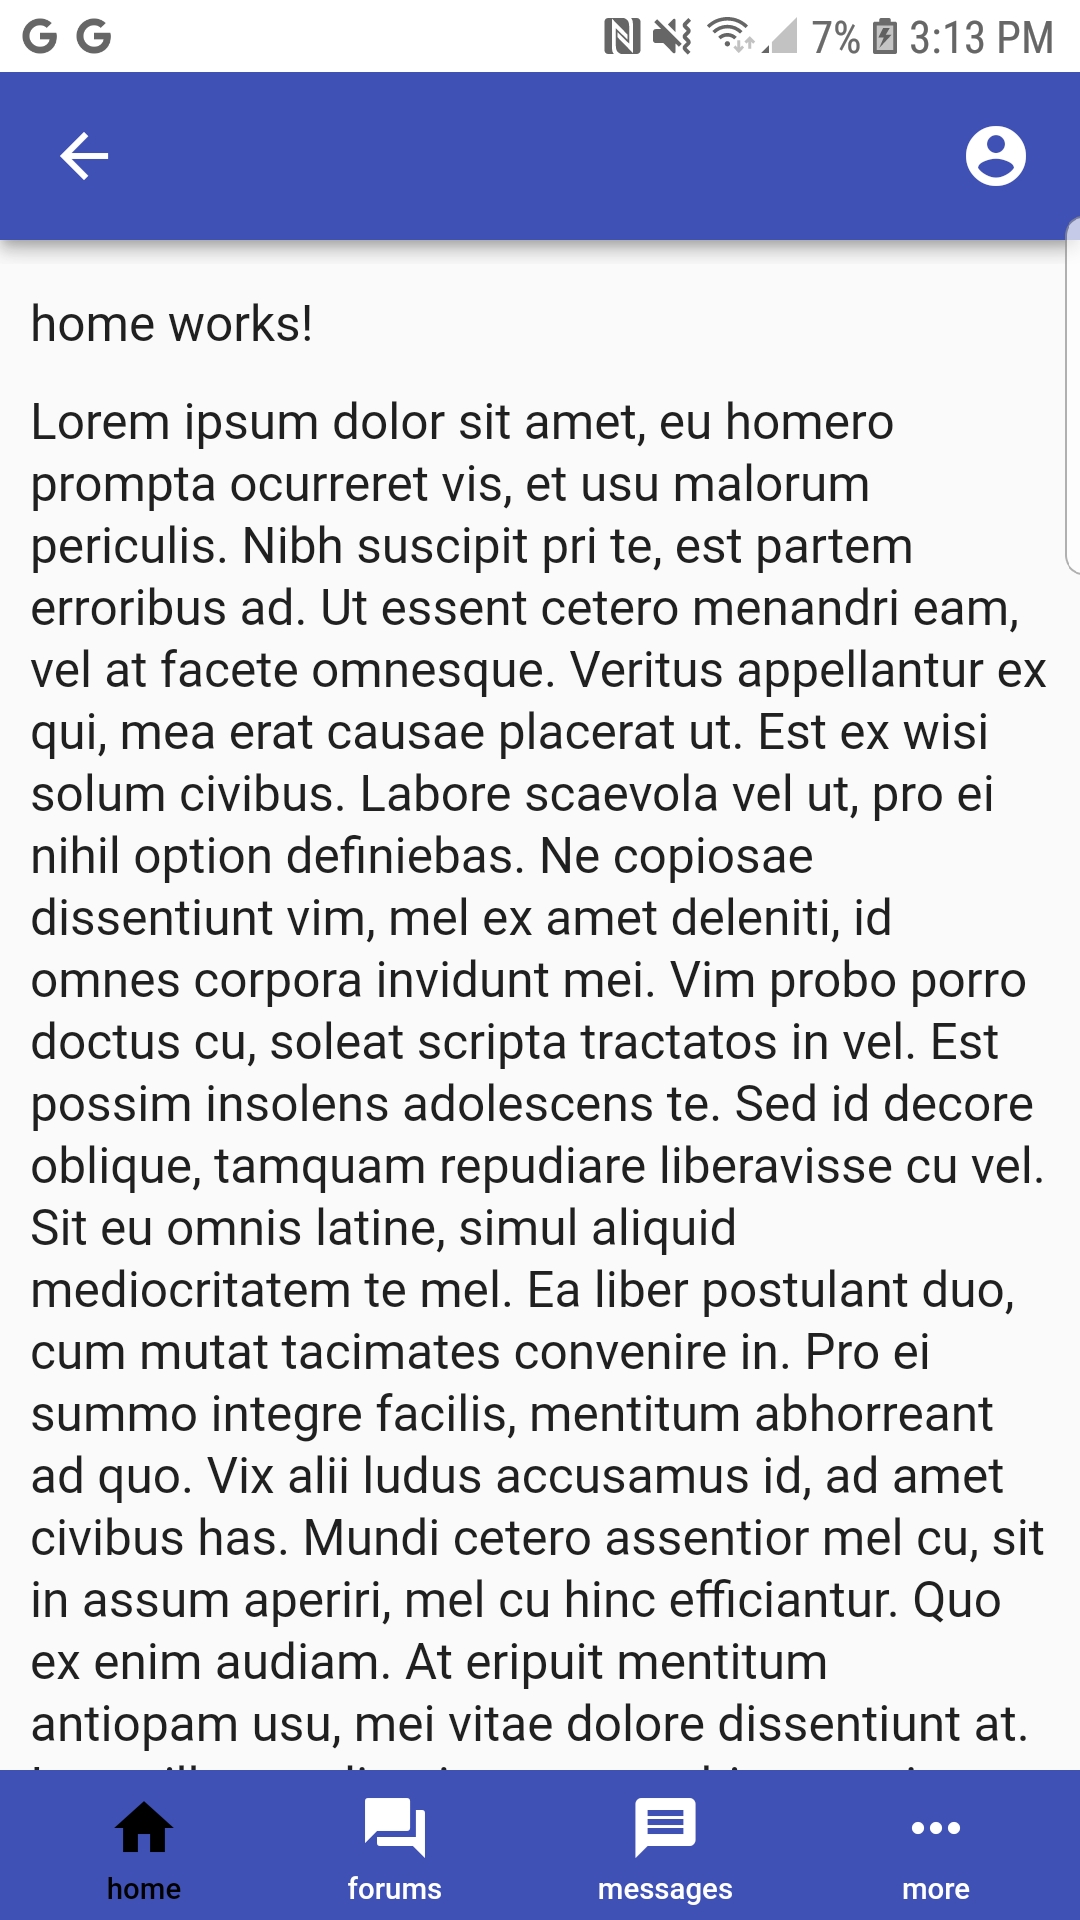 G G 7% 3:13 PM
home works!
Lorem ipsum dolor sit amet, eu homero
prompta ocurreret vis, et usu malorum
periculis. Nibh suscipit pri te, est partem
erroribus ad. Ut essent cetero menandri eam,
vel at facete omnesque. Veritus appellantur ex
qui, mea erat causae placerat ut. Est ex wisi
solum civibus. Labore scaevola vel ut, pro ei
nihil option definiebas. Ne copiosae
dissentiunt vim, mel ex amet deleniti, id
omnes corpora invidunt mei. Vim probo porro
doctus cu, soleat scripta tractatos in vel. Est
possim insolens adolescens te. Sed id decore
oblique, tamquam repudiare liberavisse cu vel.
Sit eu omnis latine, simul aliquid
mediocritatem te mel. Ea liber postulant duo,
cum mutat tacimates convenire in. Pro ei
summo integre facilis, mentitum abhorreant
ad quo. Vix alii ludus accusamus id, ad amet
civibus has. Mundi cetero assentior mel cu, sit
in assum aperiri, mel cu hinc efficiantur. Quo
ex enim audiam. At eripuit mentitum
antiopam usu, mei vitae dolore dissentiunt at.
home forums messages more